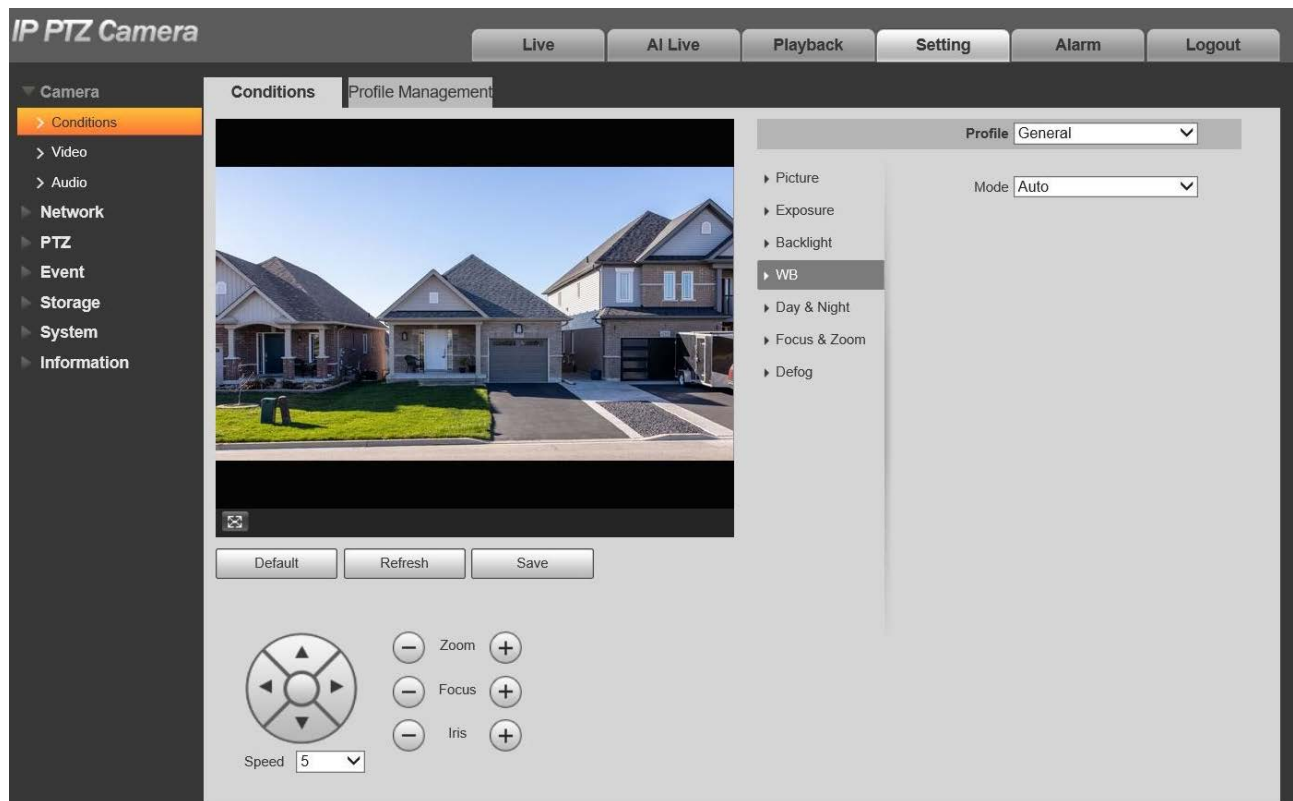 IP PTZ Camera
Live
AI Live
Playback
Setting
Alarm
Logout
Camera
Conditions
Video
Audio
Network
PTZ
Event
Storage
System
Information
Conditions
Profile Management
Profile General
Picture
Exposure
Backlight
WB
Day & Night
Focus & Zoom
Defog
Mode Auto
Default
Refresh
Save
Zoom
Focus
Iris
Speed 5